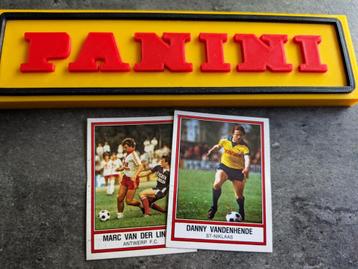 PANINI
MARC VAN DER LIN
ANTWERP F.C.
DANNY VANDENHENDE
ST-NIKLAAS